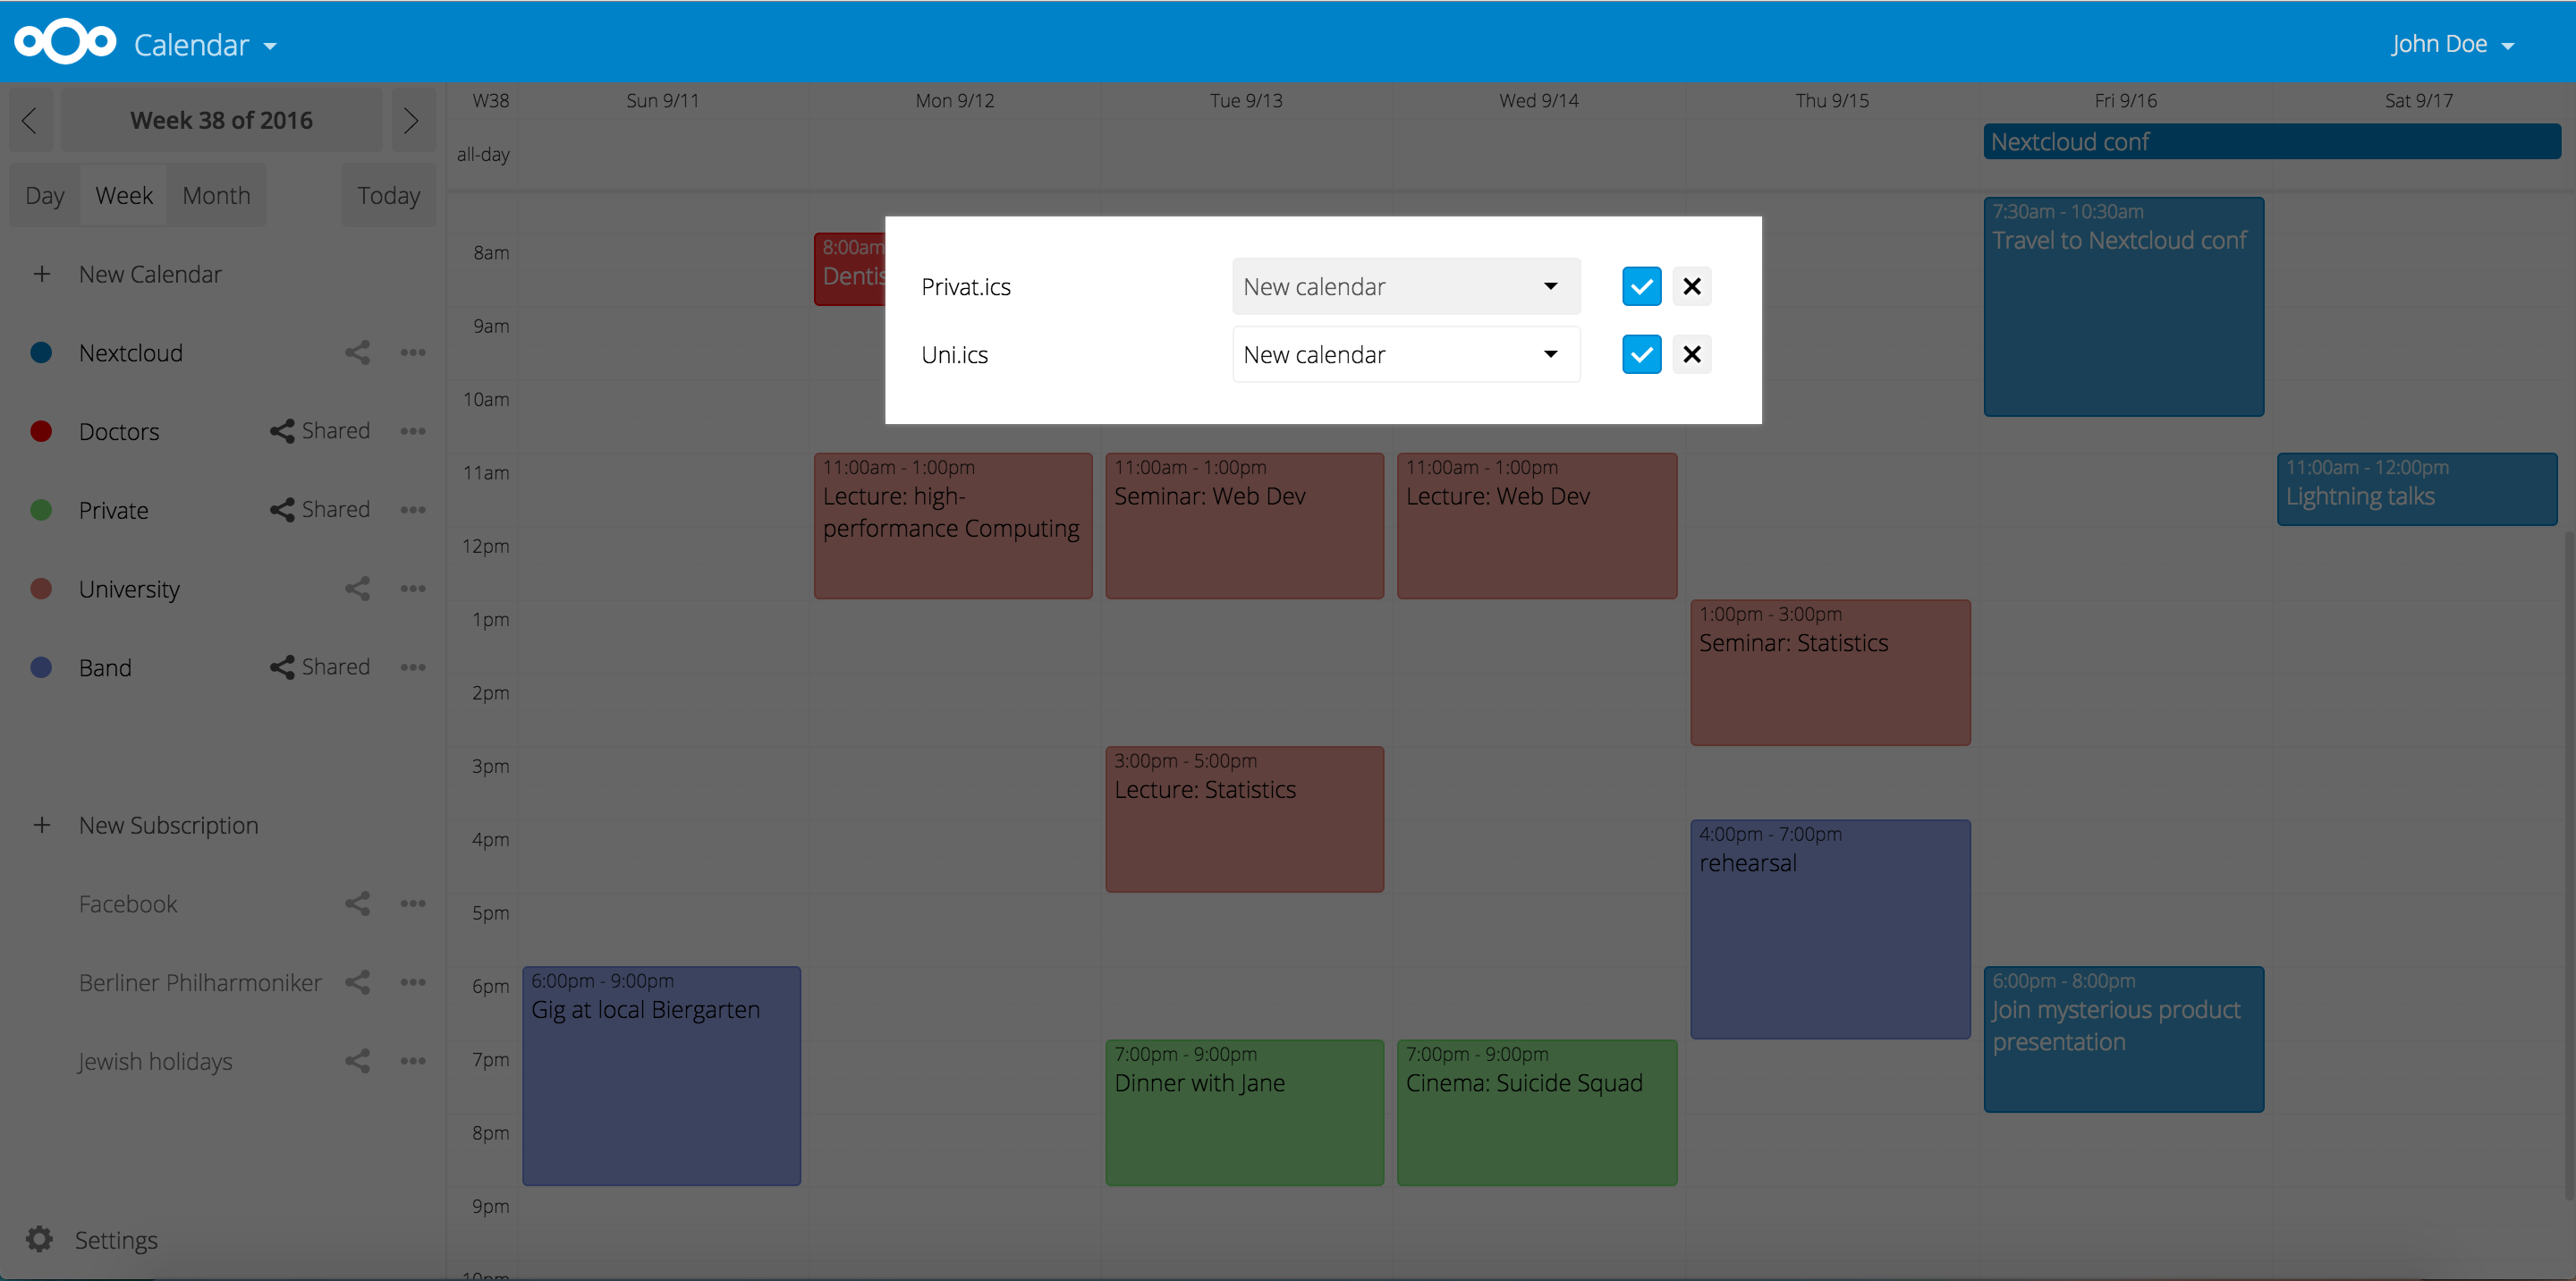 Calendar
John Doe
Week 38 of 2016
Day Week Month Today
New Calendar
Nextcloud
Doctors Shared
Private Shared
University
Band Shared
New Subscription
Facebook
Berliner Philharmoniker
Jewish holidays
Settings
W38 Sun 9/11 Mon 9/12 Tue 9/13 Wed 9/14 Thu 9/15 Fri 9/16 Sat 9/17
all-day
Nextcloud conf
7:30am - 10:30am
Travel to Nextcloud conf
8am
8:00am
Dentis
Privat.ics New calendar
Uni.ics New calendar
9am
10am
11am
11:00am - 1:00pm
Lecture: high-
performance Computing
11:00am - 1:00pm
Seminar: Web Dev
11:00am - 1:00pm
Lecture: Web Dev
11:00am - 12:00pm
Lightning talks
12pm
1pm
1:00pm - 3:00pm
Seminar: Statistics
2pm
3pm
3:00pm - 5:00pm
Lecture: Statistics
4pm
4:00pm - 7:00pm
rehearsal
5pm
6pm
6:00pm - 9:00pm
Gig at local Biergarten
6:00pm - 8:00pm
Join mysterious product
presentation
7pm
7:00pm - 9:00pm
Dinner with Jane
7:00pm - 9:00pm
Cinema: Suicide Squad
8pm
9pm
10pm